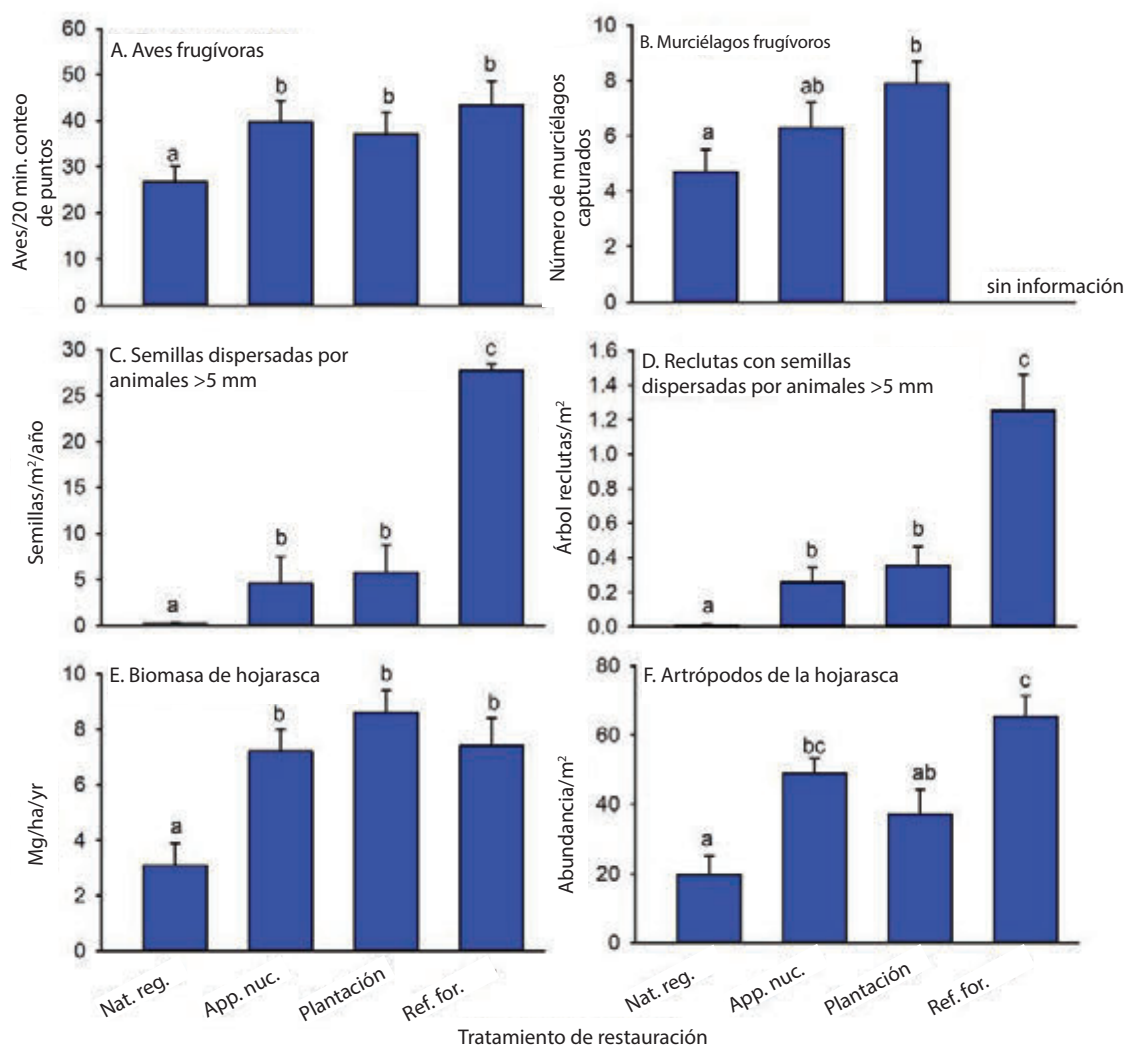 A. Aves frugívoras
Aves/20 min. conteo
de puntos
60
50
40
30
20
10
0
a
b
b
b
B. Murciélagos frugívoros
Número de murciélagos
capturados
10
8
6
4
2
0
a
ab
b
sin información
C. Semillas dispersadas por
animales >5 mm
Semillas/m²/año
30
25
20
15
10
5
0
a
b
b
c
D. Reclutas con semillas
dispersadas por animales >5 mm
Árbol reclutas/m²
1.6
1.4
1.2
1.0
0.8
0.6
0.4
0.2
0.0
a
b
b
c
E. Biomasa de hojarasca
Mg/ha/yr
10
8
6
4
2
0
a
b
b
b
F. Artrópodos de la hojarasca
Abundancia/m²
80
60
40
20
0
a
bc
ab
c
Nat. reg.
App. nuc.
Plantación
Ref. for.
Nat. reg.
App. nuc.
Plantación
Ref. for.
Tratamiento de restauración